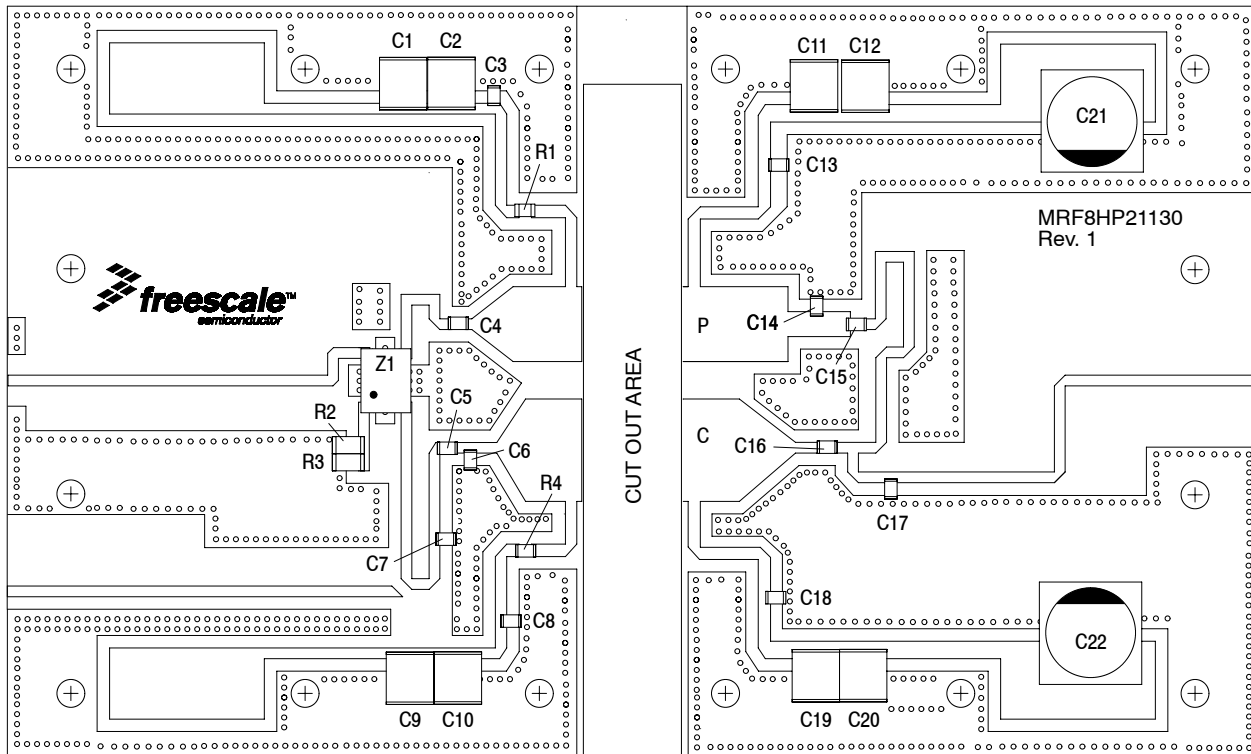 C1
C2
C3
C11
C12
C21
R1
C13
MRF8HP21130
Rev. 1
freescale™
semiconductor
C4
P
C14
C15
Z1
CUT OUT AREA
R2
R3
C5
C6
C
C16
R4
C7
C17
C8
C18
C22
C9
C10
C19
C20